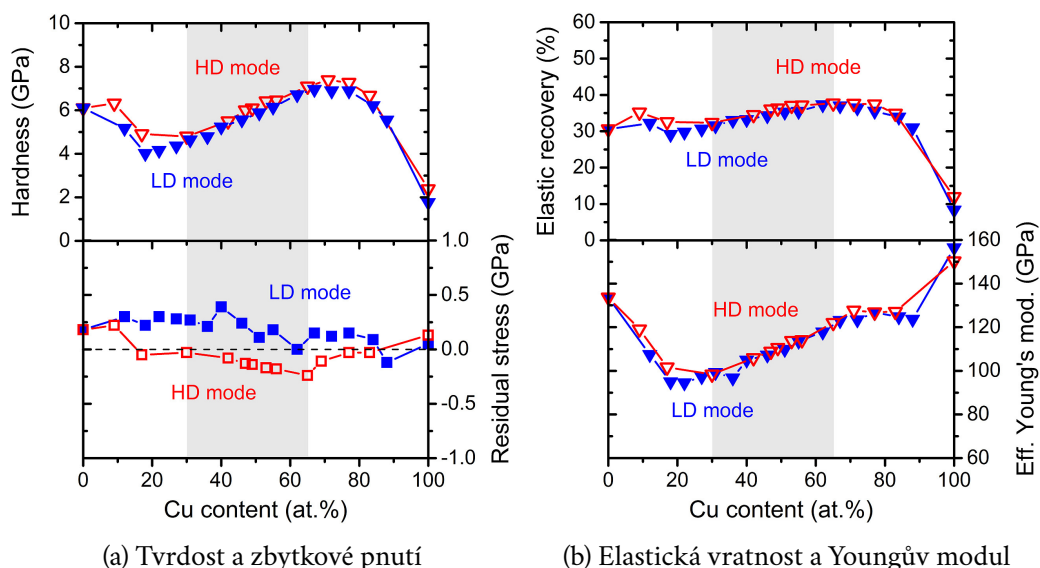 Hardness (GPa)
10
8
6
4
2
0
HD mode
LD mode
1.0
0.5
0.0
-0.5
-1.0
Residual stress (GPa)
LD mode
HD mode
0 20 40 60 80 100
Cu content (at.%)
(a) Tvrdost a zbytkové pnutí
Elastic recovery (%)
60
50
40
30
20
10
0
HD mode
LD mode
160
140
120
100
80
60
Eff. Young's mod. (GPa)
HD mode
LD mode
0 20 40 60 80 100
Cu content (at.%)
(b) Elastická vratnost a Youngův modul